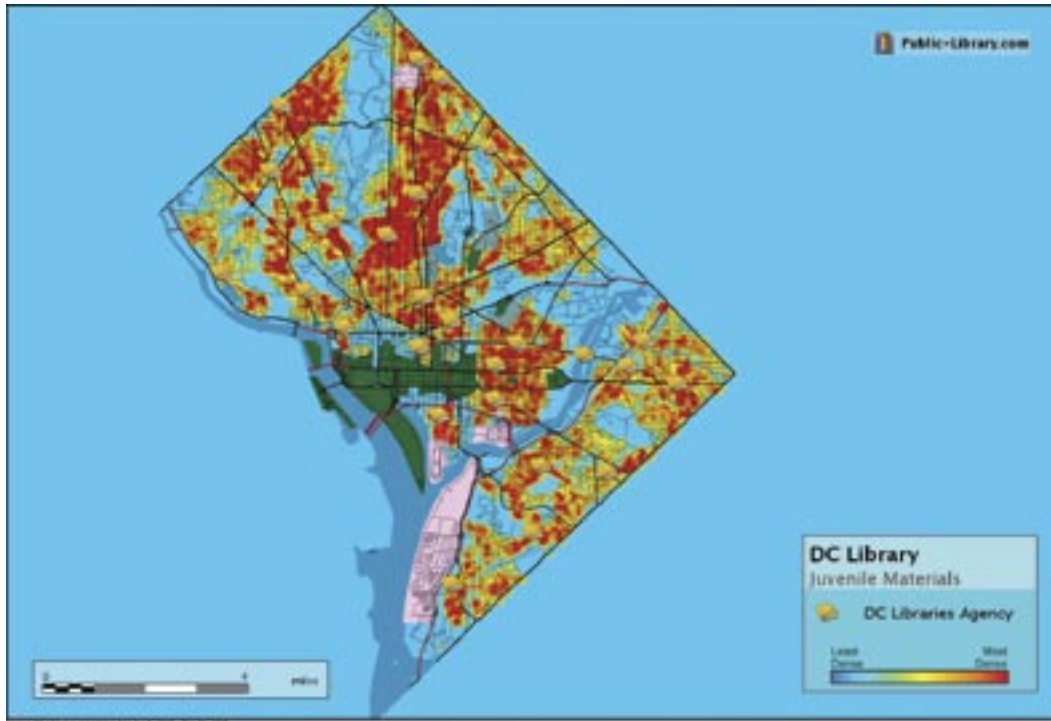 Public-Library.com
DC Library
Juvenile Materials
DC Libraries Agency
Least Most
Dense Dense
0 4 miles